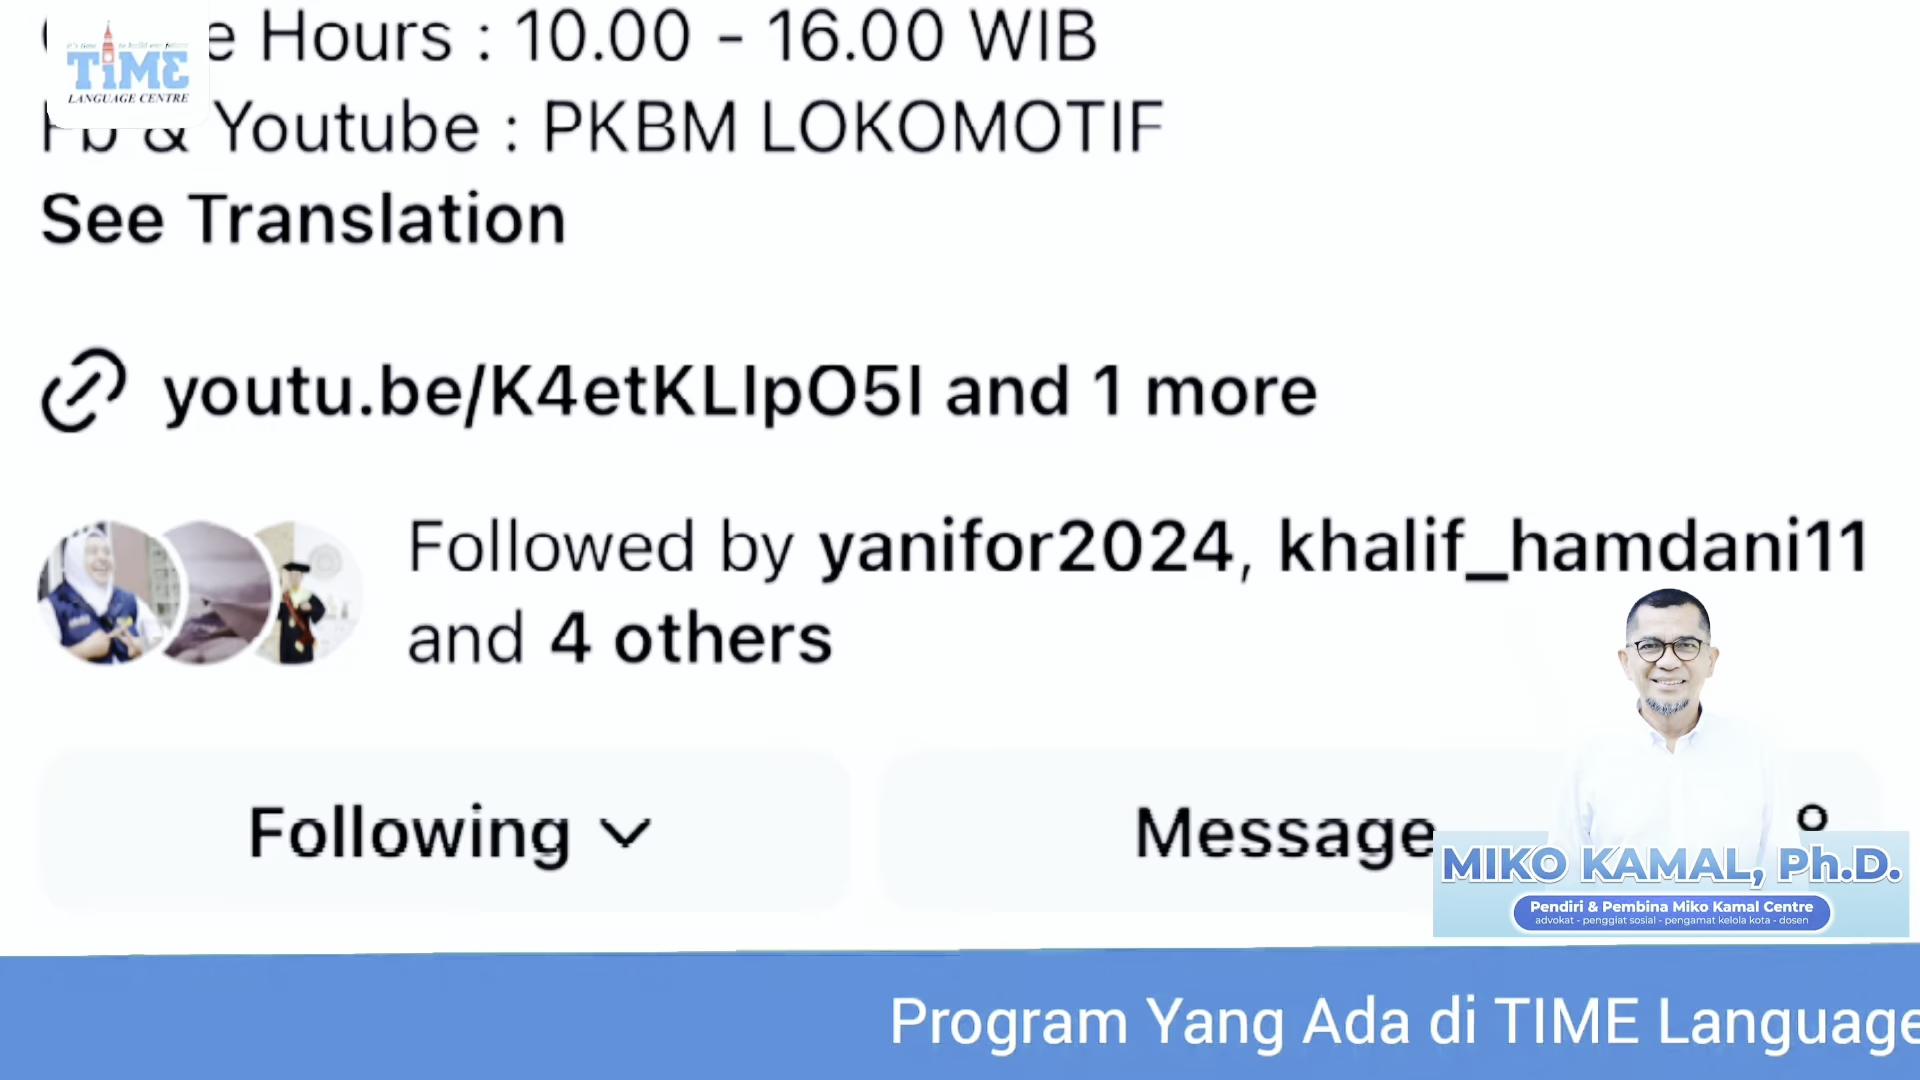 Hours : 10.00 - 16.00 WIB
TiME
LANGUAGE CENTRE
& Youtube : PKBM LOKOMOTIF
See Translation
youtu.be/K4etKLIpO5I and 1 more
Followed by yanifor2024, khalif_hamdani11
and 4 others
Following
Message
MIKO KAMAL, Ph.D.
Pendiri & Pembina Miko Kamal Centre
advokat - penggiat sosial - pengamat kelola kota - dosen
Program Yang Ada di TIME Language